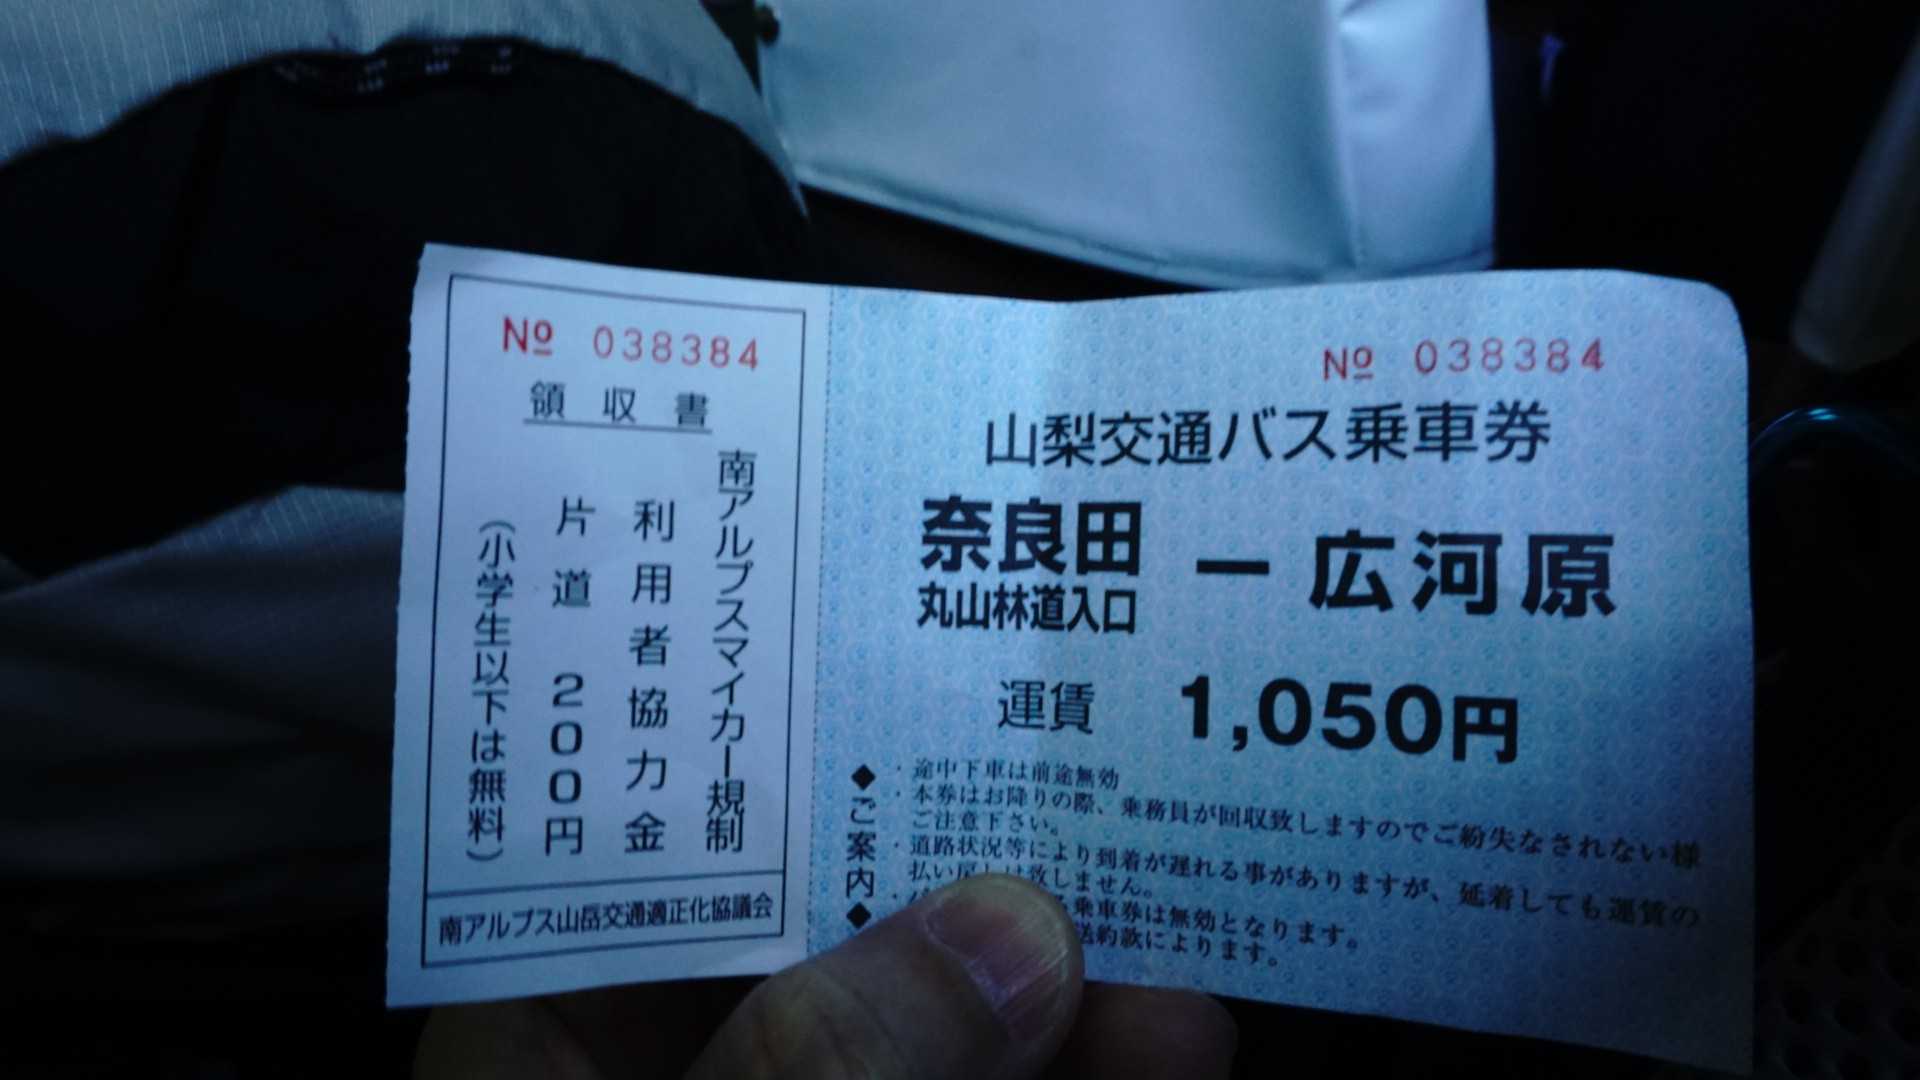 No 038384
領収書
南アルプスマイカー規制
利用者協力金
片道 200円
(小学生以下は無料)
南アルプス山岳交通適正化協議会
No 038384
山梨交通バス乗車券
奈良田 ー 広河原
丸山林道入口
運賃 1,050円
◆ご案内◆
・途中下車は前途無効
・本券はお降りの際、乗務員が回収致しますのでご紛失なされない様
ご注意下さい。
・道路状況等により到着が遅れる事がありますが、延着しても運賃の
払い戻しは致しません。
乗車券は無効となります。
送約款によります。